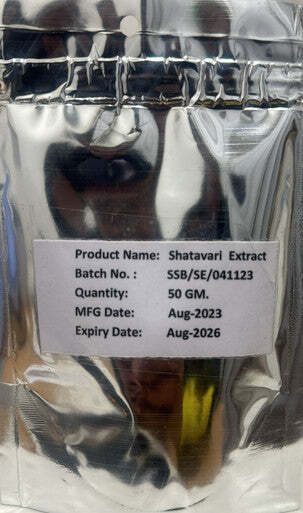 Product Name: Shatavari Extract
Batch No. : SSB/SE/041123
Quantity: 50 GM.
MFG Date: Aug-2023
Expiry Date: Aug-2026